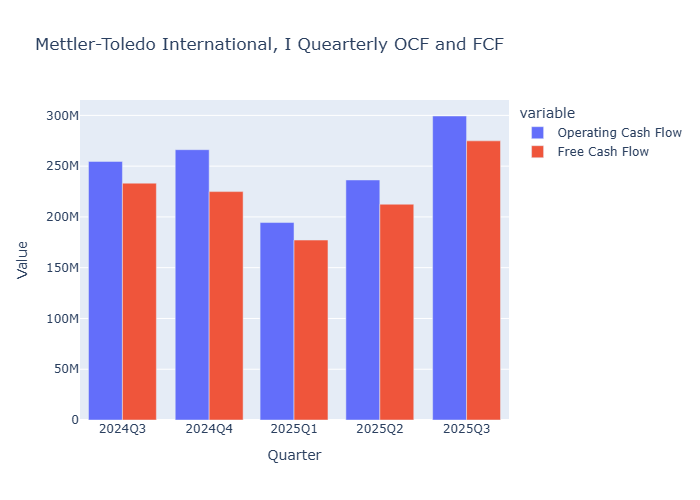 Mettler-Toledo International, I Quearterly OCF and FCF
variable
Operating Cash Flow
Free Cash Flow
Value
300M
250M
200M
150M
100M
50M
0
2024Q3 2024Q4 2025Q1 2025Q2 2025Q3
Quarter